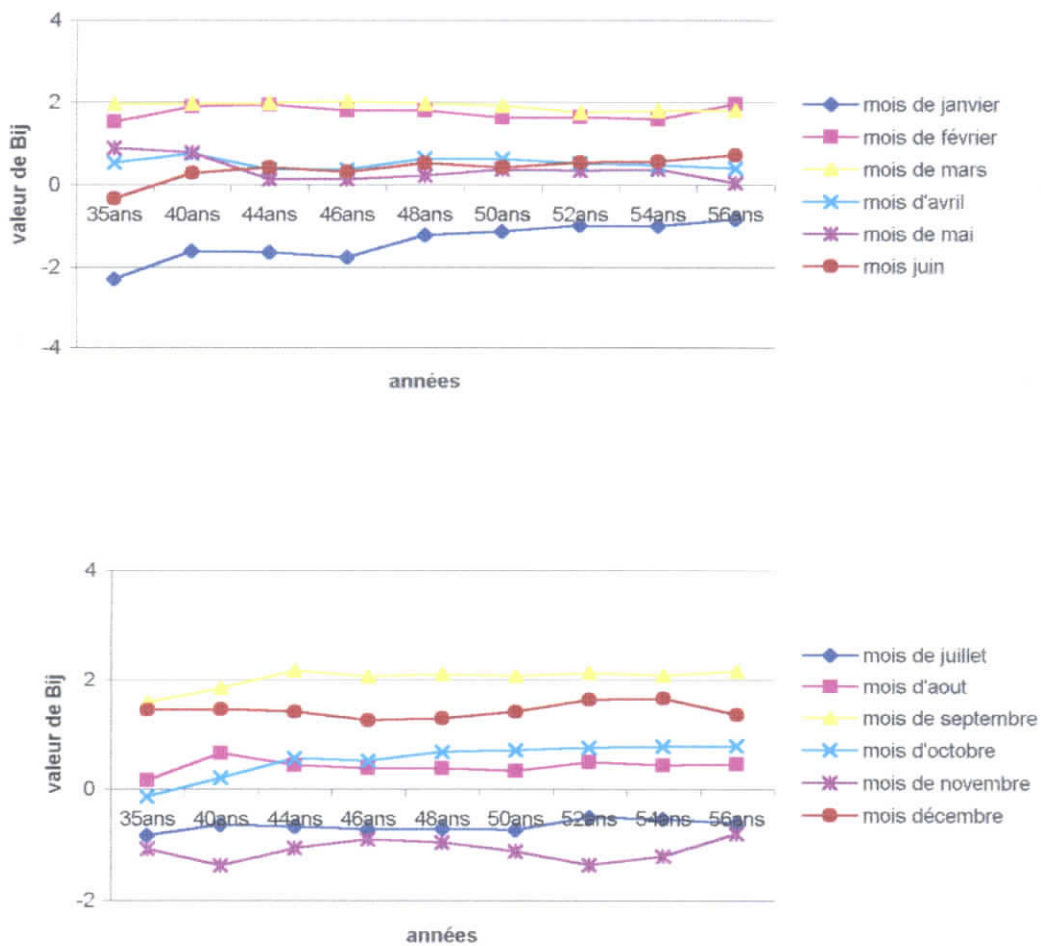 4
2
0
-2
-4
valeur de Bij
35ans 40ans 44ans 46ans 48ans 50ans 52ans 54ans 56ans
années
mois de janvier
mois de février
mois de mars
mois d'avril
mois de mai
mois juin
4
2
0
-2
valeur de Bij
35ans 40ans 44ans 46ans 48ans 50ans 52ans 54ans 56ans
années
mois de juillet
mois d'aout
mois de septembre
mois d'octobre
mois de novembre
mois décembre